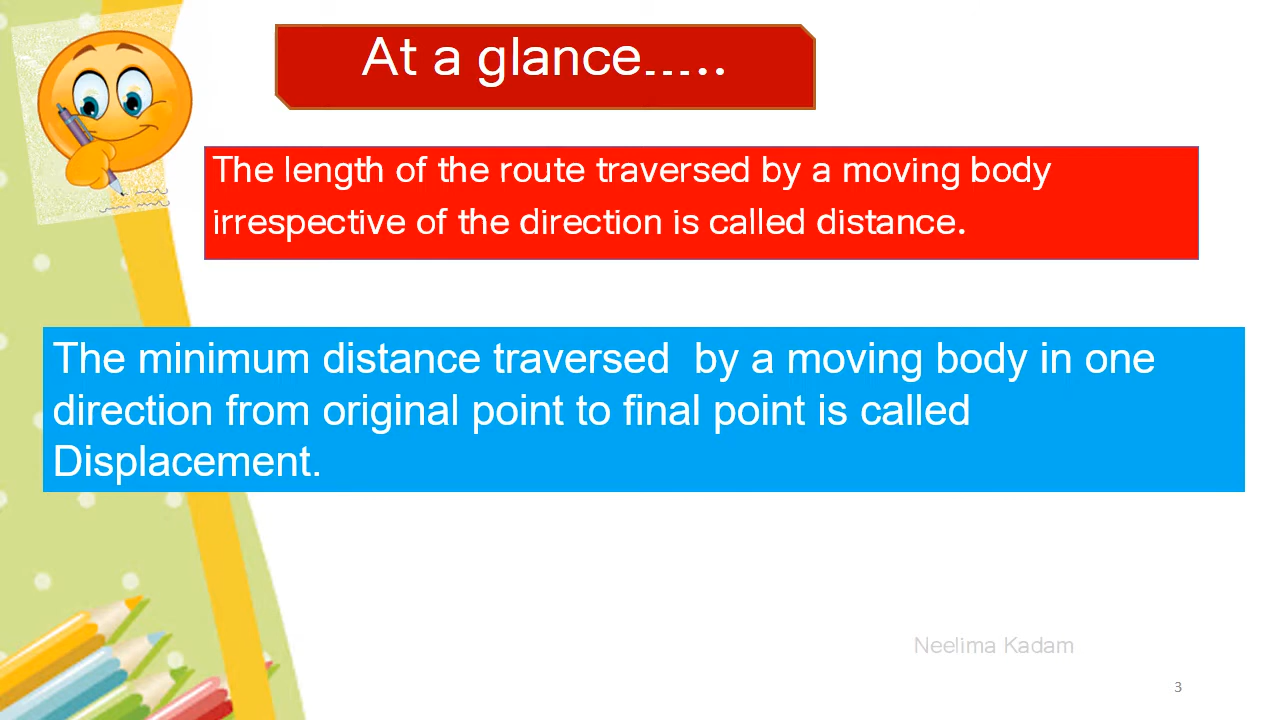 At a glance.....
The length of the route traversed by a moving body
irrespective of the direction is called distance.
The minimum distance traversed  by a moving body in one
direction from original point to final point is called
Displacement.
Neelima Kadam
3